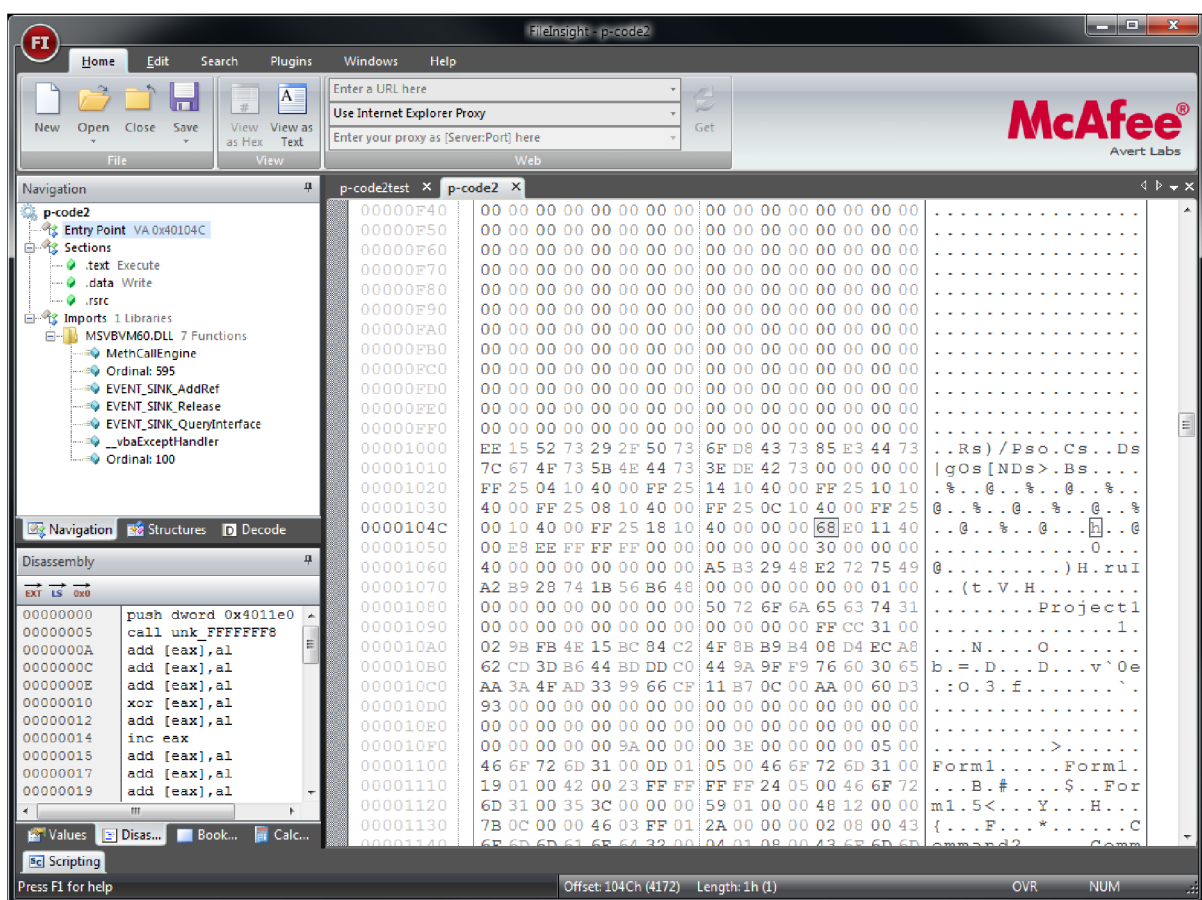 FileInsight - p-code2
FI
Home Edit Search Plugins Windows Help
New Open Close Save
View as Hex View as Text
Enter a URL here
Use Internet Explorer Proxy
Enter your proxy as [Server:Port] here
Get
File View Web
McAfee®
Avert Labs
Navigation
p-code2
Entry Point VA 0x40104C
Sections
.text Execute
.data Write
.rsrc
Imports 1 Libraries
MSVBVM60.DLL 7 Functions
MethCallEngine
Ordinal: 595
EVENT_SINK_AddRef
EVENT_SINK_Release
EVENT_SINK_QueryInterface
__vbaExceptHandler
Ordinal: 100
Navigation Structures Decode
Disassembly
EXT LS 0x0
00000000 push dword 0x4011e0
00000005 call unk_FFFFFFF8
0000000A add [eax],al
0000000C add [eax],al
0000000E add [eax],al
00000010 xor [eax],al
00000012 add [eax],al
00000014 inc eax
00000015 add [eax],al
00000017 add [eax],al
00000019 add [eax],al
Values Disas... Book... Calc...
p-code2test p-code2
00000F40 00 00 00 00 00 00 00 00 00 00 00 00 00 00 00 00 ................
00000F50 00 00 00 00 00 00 00 00 00 00 00 00 00 00 00 00 ................
00000F60 00 00 00 00 00 00 00 00 00 00 00 00 00 00 00 00 ................
00000F70 00 00 00 00 00 00 00 00 00 00 00 00 00 00 00 00 ................
00000F80 00 00 00 00 00 00 00 00 00 00 00 00 00 00 00 00 ................
00000F90 00 00 00 00 00 00 00 00 00 00 00 00 00 00 00 00 ................
00000FA0 00 00 00 00 00 00 00 00 00 00 00 00 00 00 00 00 ................
00000FB0 00 00 00 00 00 00 00 00 00 00 00 00 00 00 00 00 ................
00000FC0 00 00 00 00 00 00 00 00 00 00 00 00 00 00 00 00 ................
00000FD0 00 00 00 00 00 00 00 00 00 00 00 00 00 00 00 00 ................
00000FE0 00 00 00 00 00 00 00 00 00 00 00 00 00 00 00 00 ................
00000FF0 00 00 00 00 00 00 00 00 00 00 00 00 00 00 00 00 ................
00001000 EE 15 52 73 29 2F 50 73 6F D8 43 73 85 E3 44 73 ..Rs)/Pso.Cs..Ds
00001010 7C 67 4F 73 5B 4E 44 73 3E DE 42 73 00 00 00 00 |gOs[NDs>.Bs....
00001020 FF 25 04 10 40 00 FF 25 14 10 40 00 FF 25 10 10 .%..@..%..@..%..
00001030 40 00 FF 25 08 10 40 00 FF 25 0C 10 40 00 FF 25 @..%..@..%..@..%
0000104C 00 10 40 00 FF 25 18 10 40 00 00 00 68 E0 11 40 ..@..%..@...h..@
00001050 00 E8 EE FF FF FF 00 00 00 00 00 00 30 00 00 00 ............0...
00001060 40 00 00 00 00 00 00 00 A5 B3 29 48 E2 72 75 49 @.........)H.ruI
00001070 A2 B9 28 74 1B 56 B6 48 00 00 00 00 00 00 01 00 ..(t.V.H........
00001080 00 00 00 00 00 00 00 00 50 72 6F 6A 65 63 74 31 ........Project1
00001090 00 00 00 00 00 00 00 00 00 00 00 00 FF CC 31 00 ..............1.
000010A0 02 9B FB 4E 15 BC 84 C2 4F 8B B9 B4 08 D4 EC A8 ...N....O.......
000010B0 62 CD 3D B6 44 BD DD C0 44 9A 9F F9 76 60 30 65 b.=.D...D...v`0e
000010C0 AA 3A 4F AD 33 99 66 CF 11 B7 0C 00 AA 00 60 D3 .:O.3.f.......`.
000010D0 93 00 00 00 00 00 00 00 00 00 00 00 00 00 00 00 ................
000010E0 00 00 00 00 00 00 00 00 00 00 00 00 00 00 00 00 ................
000010F0 00 00 00 00 00 9A 00 00 00 3E 00 00 00 00 05 00 .........>......
00001100 46 6F 72 6D 31 00 0D 01 05 00 46 6F 72 6D 31 00 Form1.....Form1.
00001110 19 01 00 42 00 23 FF FF FF FF 24 05 00 46 6F 72 ...B.#....$..For
00001120 6D 31 00 35 3C 00 00 00 59 01 00 00 48 12 00 00 m1.5<...Y...H...
00001130 7B 0C 00 00 46 03 FF 01 2A 00 00 00 02 08 00 43 {...F...*......C
00001140 6F 6D 6D 61 6E 64 32 00 04 01 08 00 43 6F 6D 6D ommand2.....Comm
Scripting
Press F1 for help
Offset: 104Ch (4172) Length: 1h (1)
OVR NUM